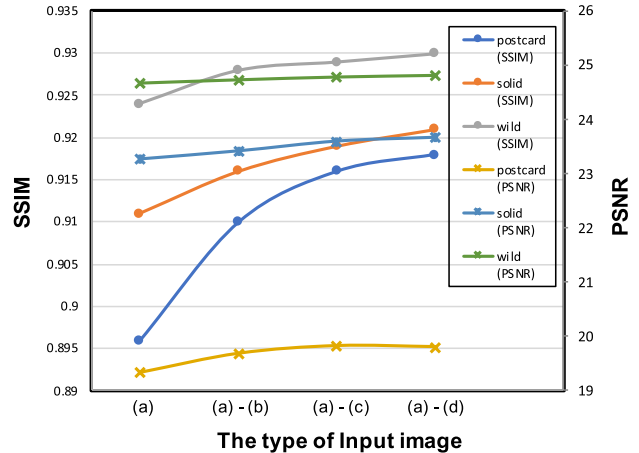 0.935
0.93
0.925
0.92
0.915
0.91
0.905
0.9
0.895
0.89
SSIM
26
25
24
23
22
21
20
19
PSNR
postcard
(SSIM)
solid
(SSIM)
wild
(SSIM)
postcard
(PSNR)
solid
(PSNR)
wild
(PSNR)
(a) (a) - (b) (a) - (c) (a) - (d)
The type of Input image